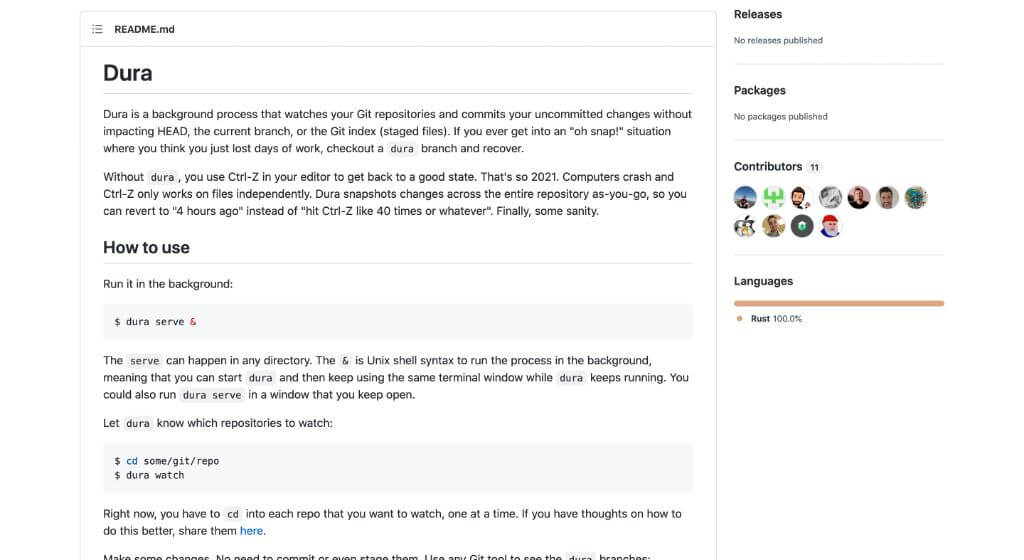 README.md
Dura
Dura is a background process that watches your Git repositories and commits your uncommitted changes without
impacting HEAD, the current branch, or the Git index (staged files). If you ever get into an "oh snap!" situation
where you think you just lost days of work, checkout a dura branch and recover.
Without dura, you use Ctrl-Z in your editor to get back to a good state. That's so 2021. Computers crash and
Ctrl-Z only works on files independently. Dura snapshots changes across the entire repository as-you-go, so you
can revert to "4 hours ago" instead of "hit Ctrl-Z like 40 times or whatever". Finally, some sanity.
How to use
Run it in the background:
$ dura serve &
The serve can happen in any directory. The & is Unix shell syntax to run the process in the background,
meaning that you can start dura and then keep using the same terminal window while dura keeps running. You
could also run dura serve in a window that you keep open.
Let dura know which repositories to watch:
$ cd some/git/repo
$ dura watch
Right now, you have to cd into each repo that you want to watch, one at a time. If you have thoughts on how to
do this better, share them here.
Make some changes. No need to commit or even stage them. Use any Git tool to see the dura branches:
Releases
No releases published
Packages
No packages published
Contributors 11
Languages
Rust 100.0%